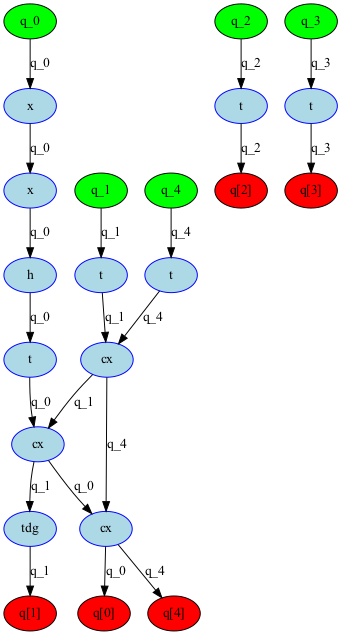 q_0 q_2 q_3
q_0 q_2 q_3
x t t
q_0 q_2 q_3
x q_1 q_4 q[2] q[3]
q_0 q_1 q_4
h t t
q_0 q_1 q_4
t cx
q_0 q_1 q_4
cx
q_1 q_0
tdg cx
q_1 q_0 q_4
q[1] q[0] q[4]